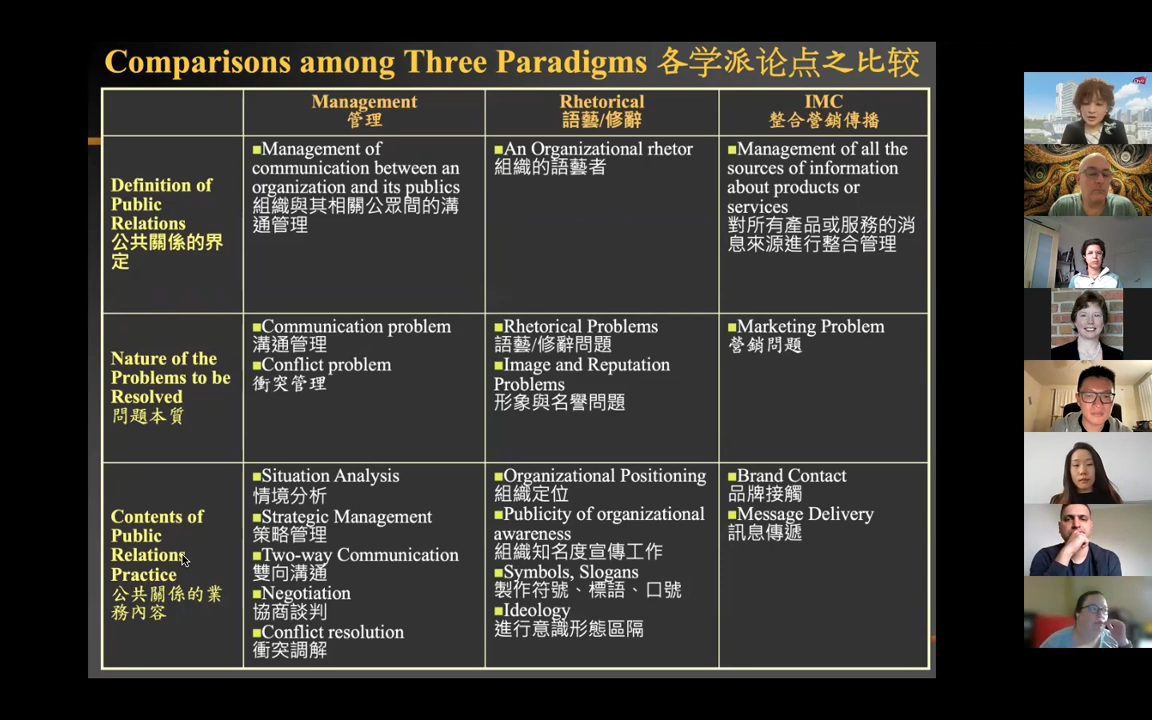 Comparisons among Three Paradigms 各学派论点之比较
Management
管理
Rhetorical
語藝/修辭
IMC
整合營銷傳播
Definition of
Public
Relations
公共關係的界
定
■Management of
communication between an
organization and its publics
組織與其相關公眾間的溝
通管理
■An Organizational rhetor
組織的語藝者
■Management of all the
sources of information
about products or
services
對所有產品或服務的消
息來源進行整合管理
Nature of the
Problems to be
Resolved
問題本質
■Communication problem
溝通管理
■Conflict problem
衝突管理
■Rhetorical Problems
語藝/修辭問題
■Image and Reputation
Problems
形象與名譽問題
■Marketing Problem
營銷問題
Contents of
Public
Relations
Practice
公共關係的業
務內容
■Situation Analysis
情境分析
■Strategic Management
策略管理
■Two-way Communication
雙向溝通
■Negotiation
協商談判
■Conflict resolution
衝突調解
■Organizational Positioning
組織定位
■Publicity of organizational
awareness
組織知名度宣傳工作
■Symbols, Slogans
製作符號、標語、口號
■Ideology
進行意識形態區隔
■Brand Contact
品牌接觸
■Message Delivery
訊息傳遞